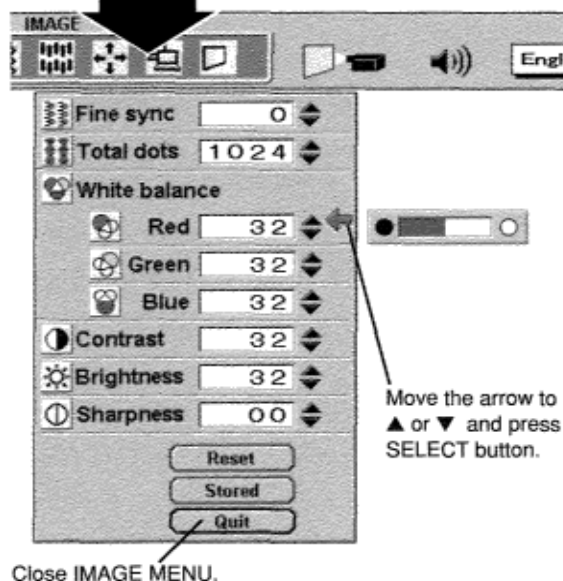 IMAGE
Engl
Fine sync 0
Total dots 1024
White balance
Red 32
Green 32
Blue 32
Contrast 32
Brightness 32
Sharpness 00
Move the arrow to
▲ or ▼ and press
SELECT button.
Reset
Stored
Quit
Close IMAGE MENU.